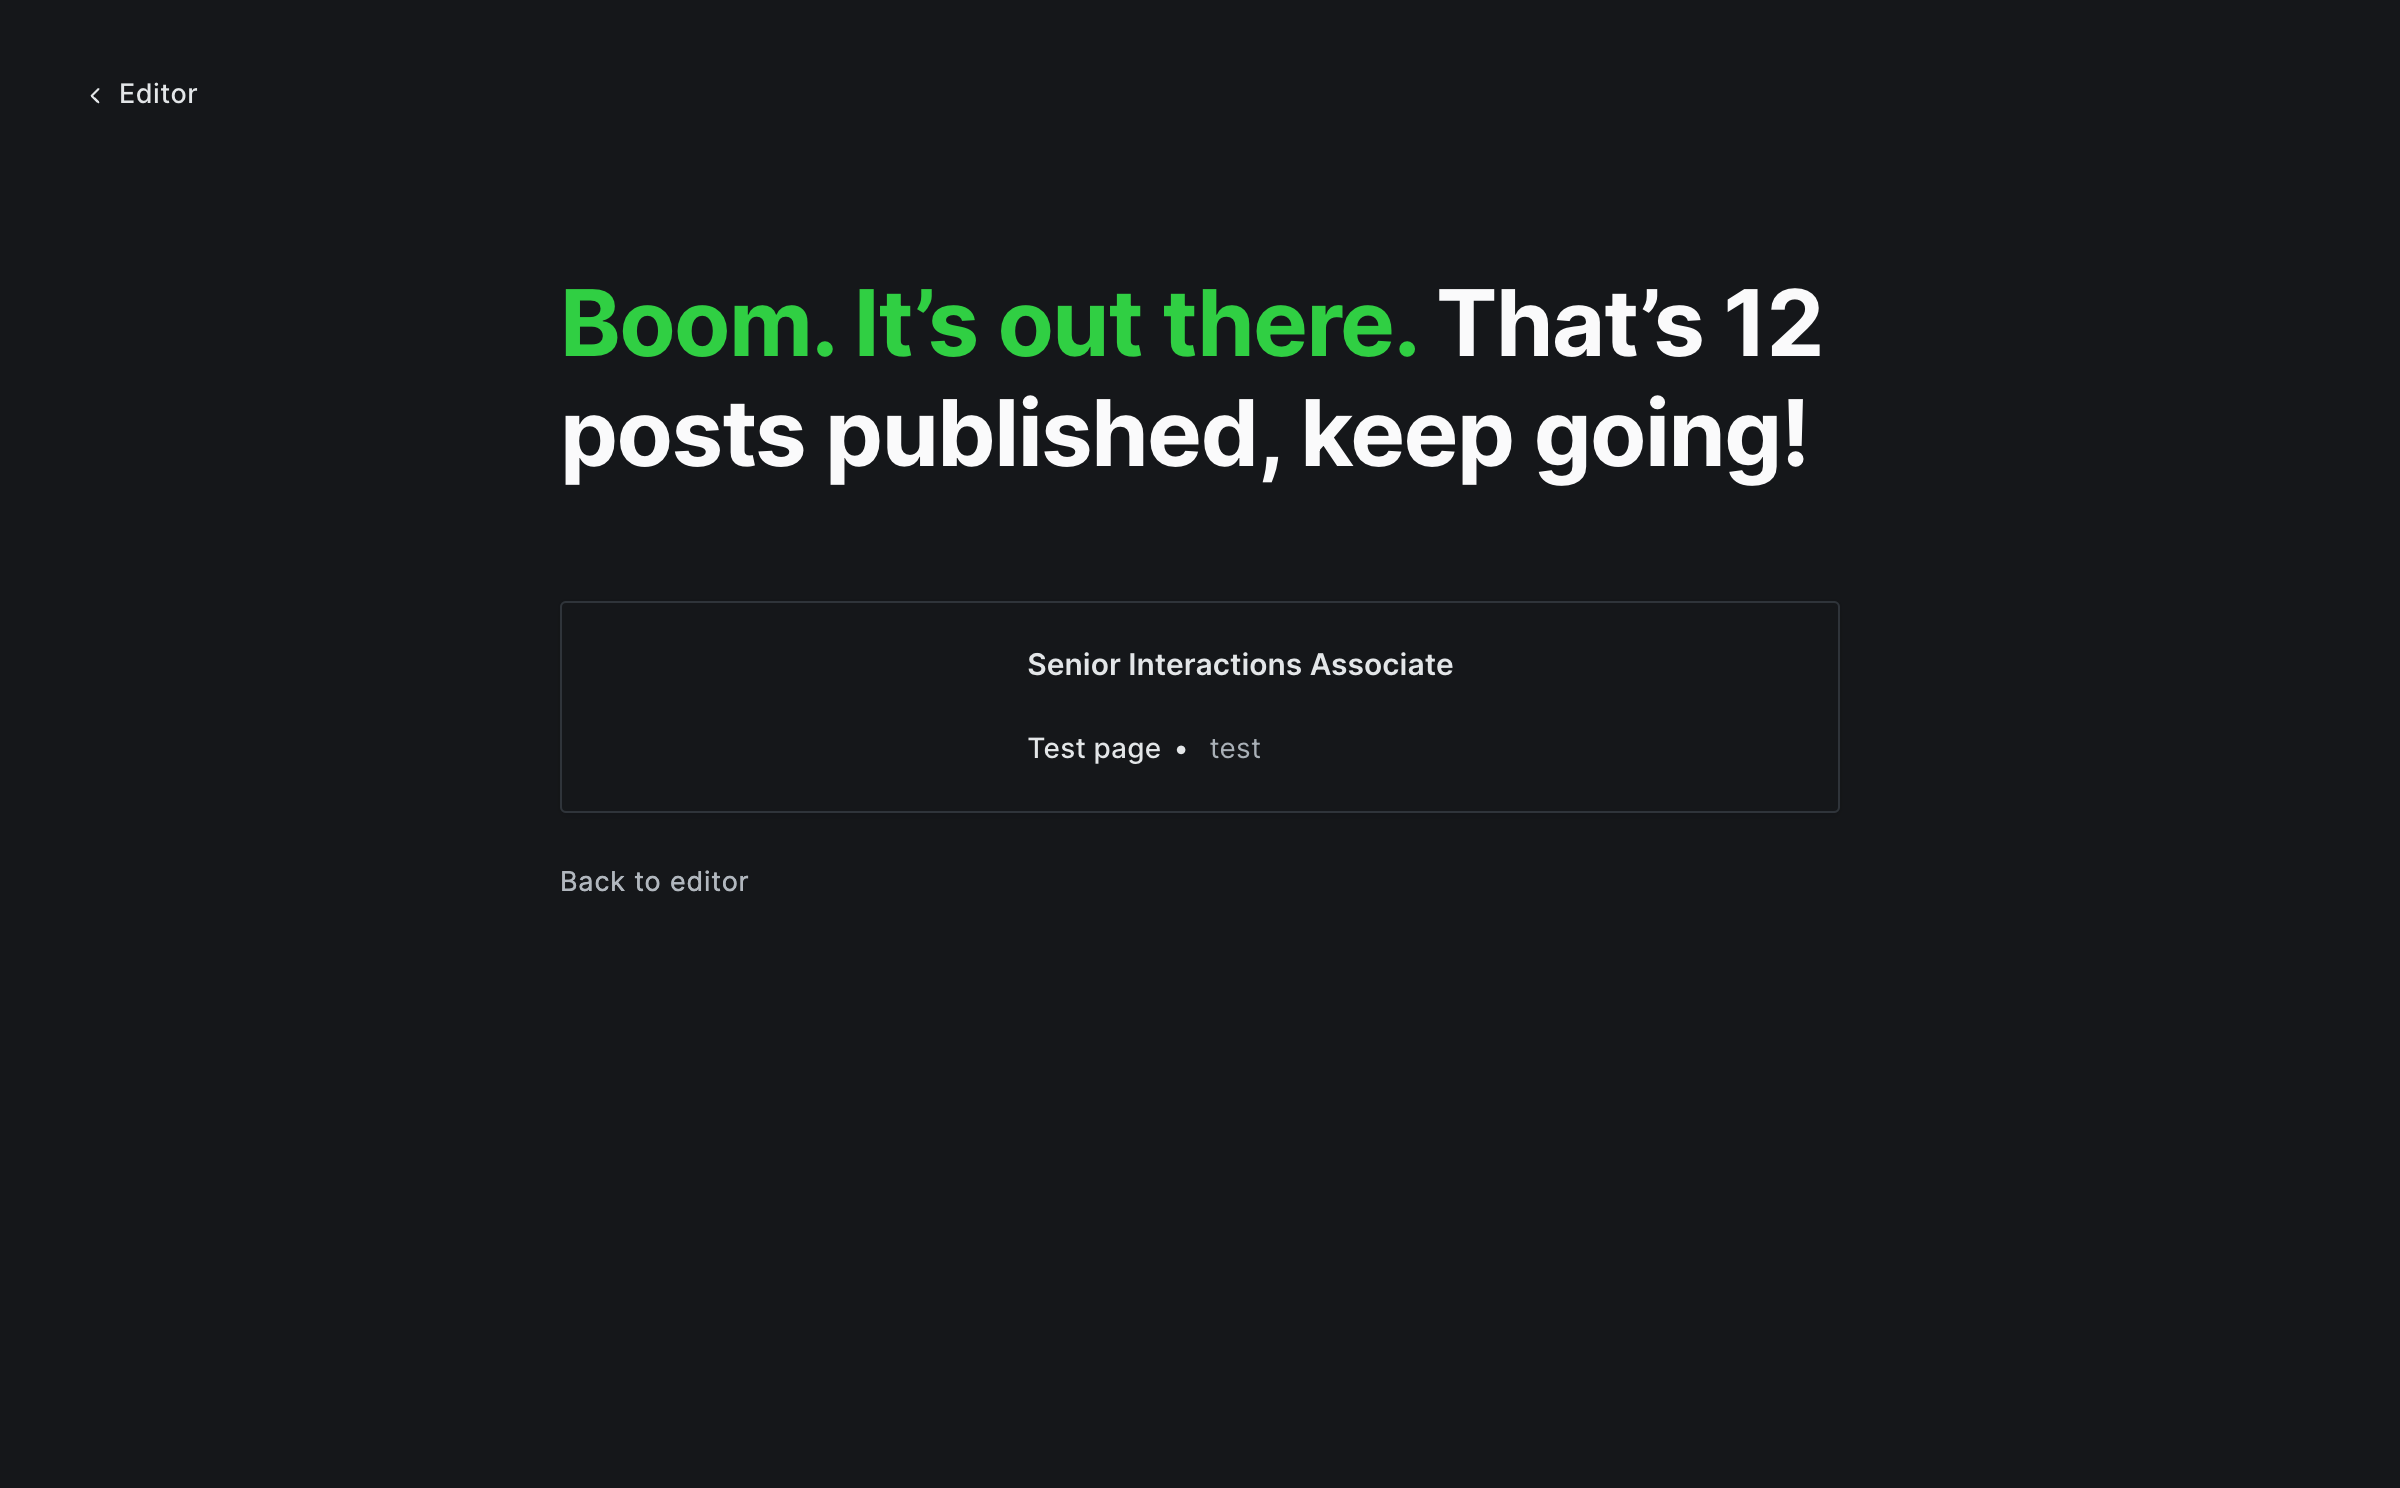 Editor
Boom. It’s out there. That’s 12
posts published, keep going!
Senior Interactions Associate
Test page • test
Back to editor